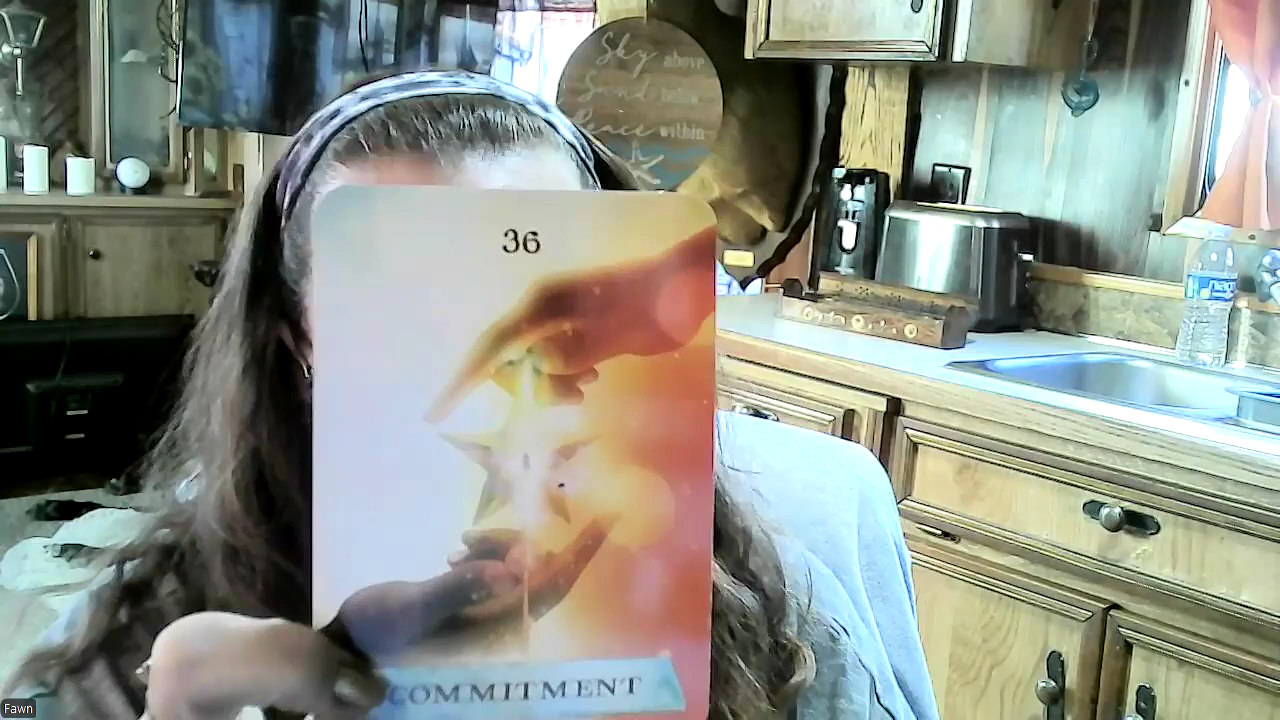 Sky above
Sand below
Peace within
36
COMMITMENT
Fawn